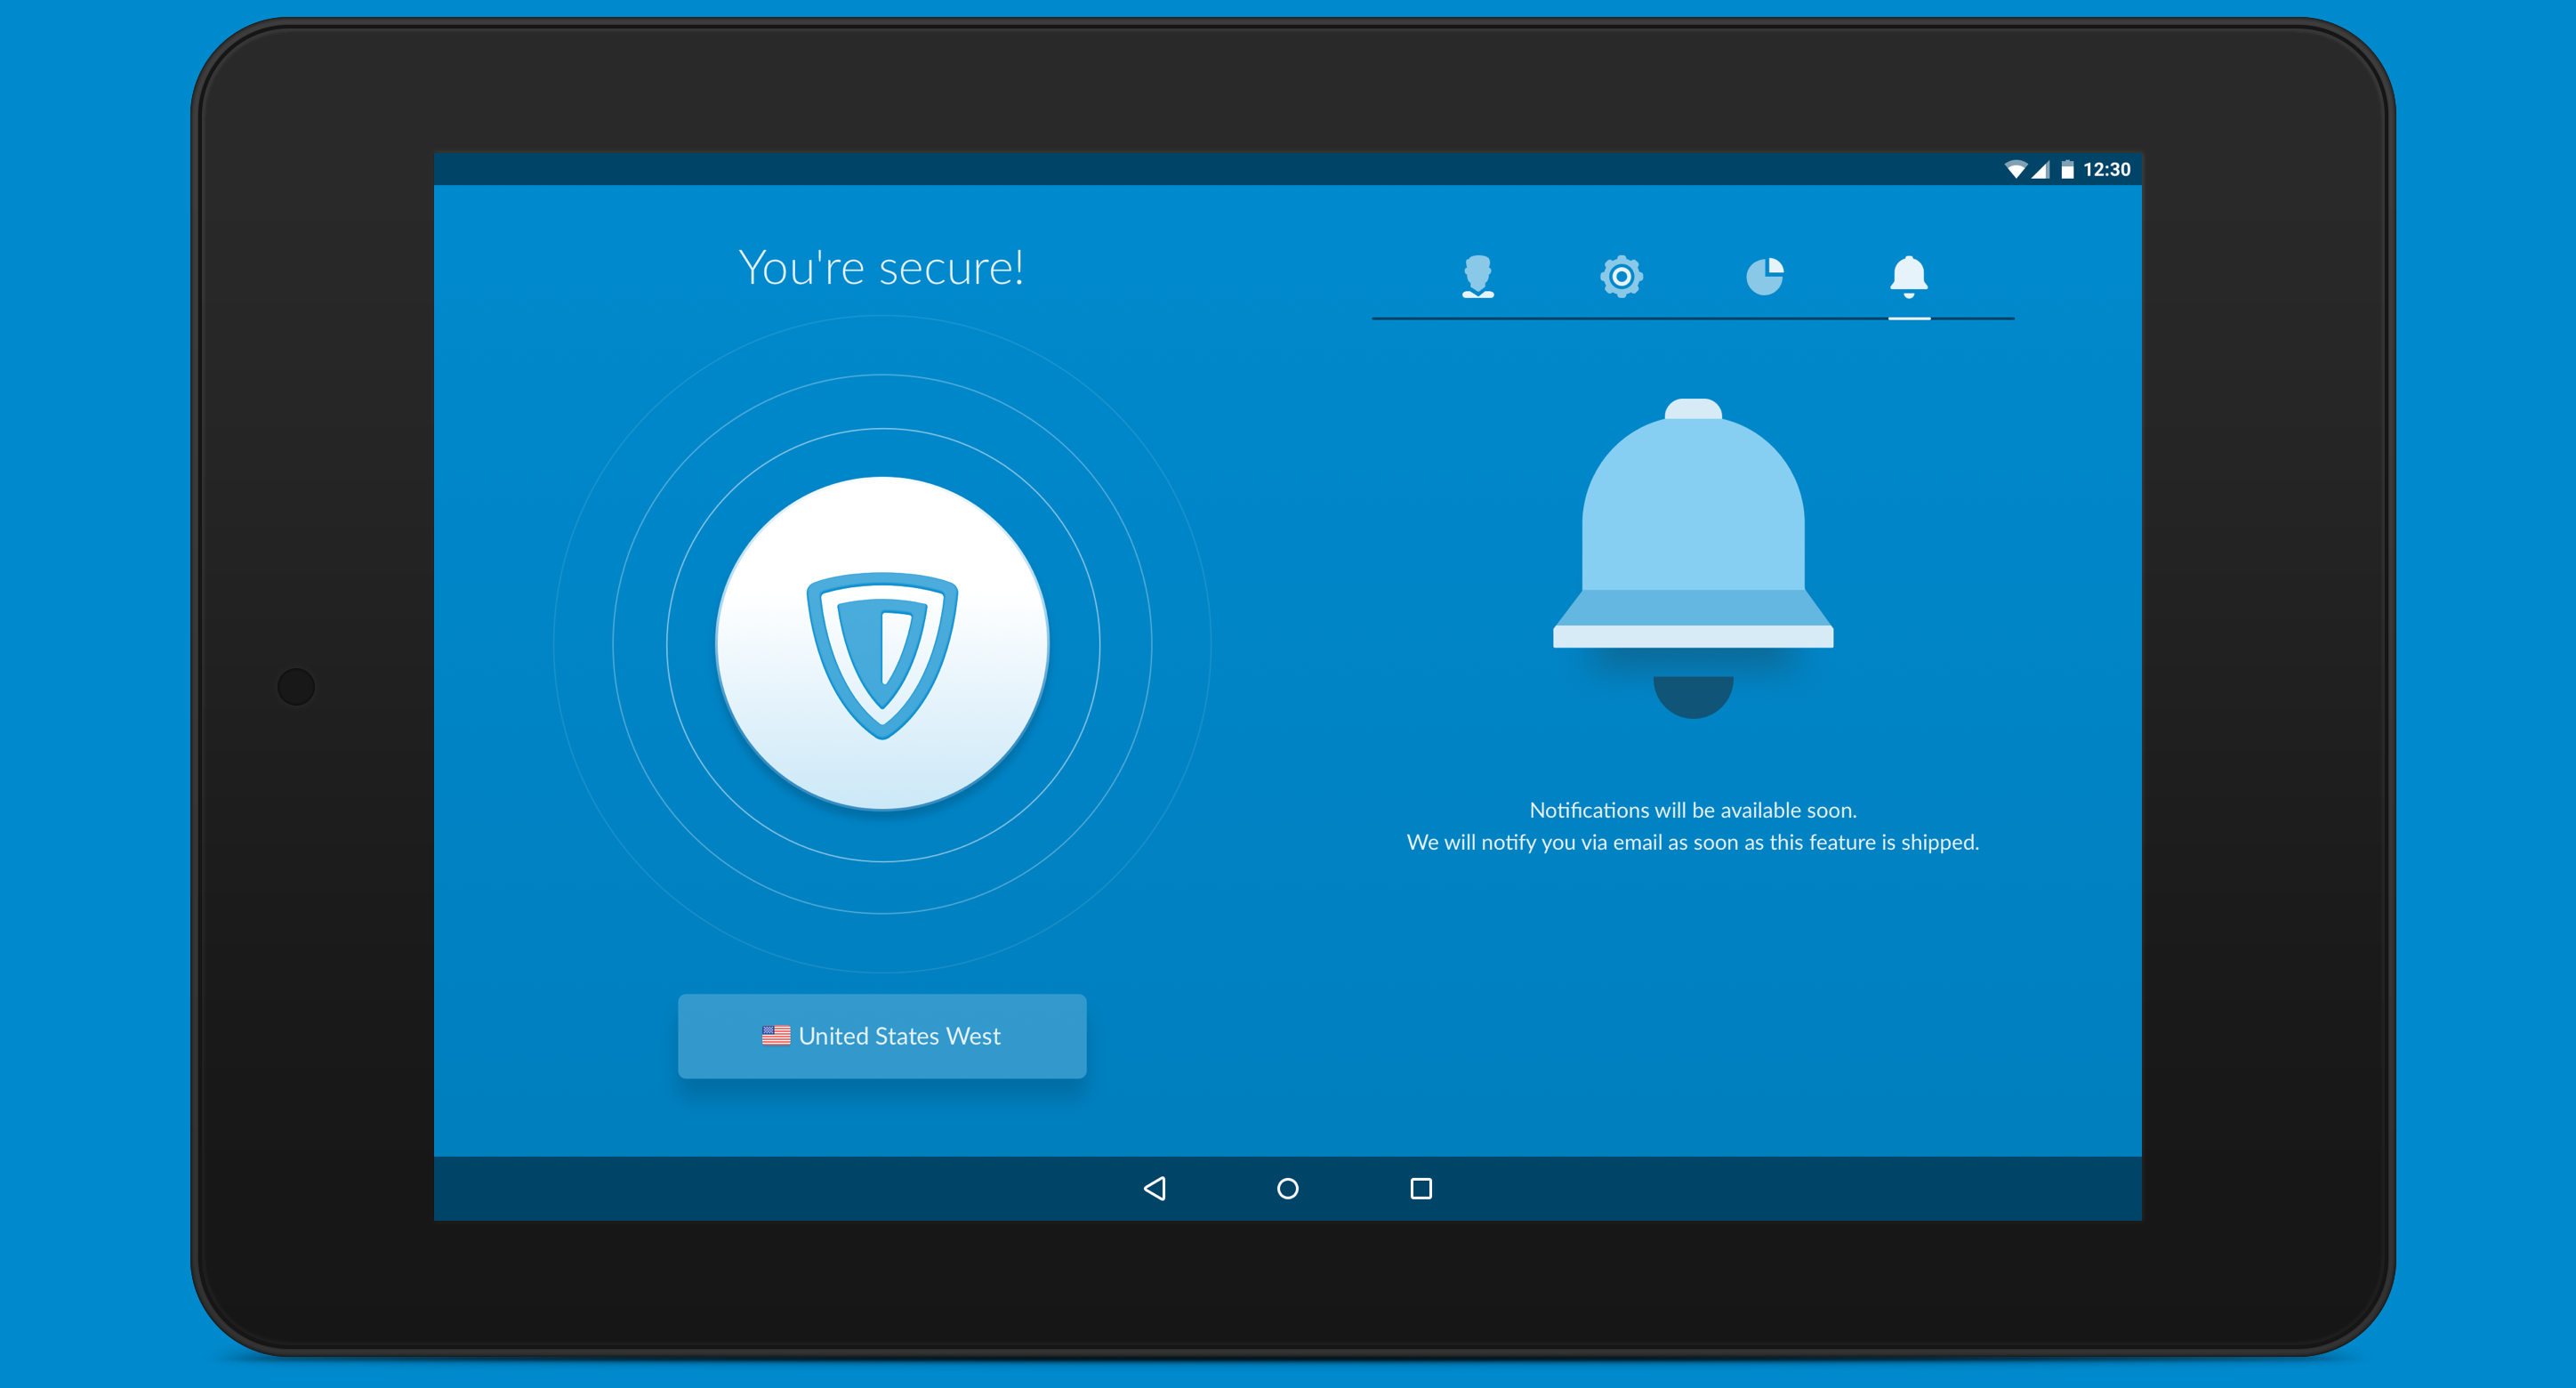 12:30
You're secure!
Notifications will be available soon.
We will notify you via email as soon as this feature is shipped.
United States West